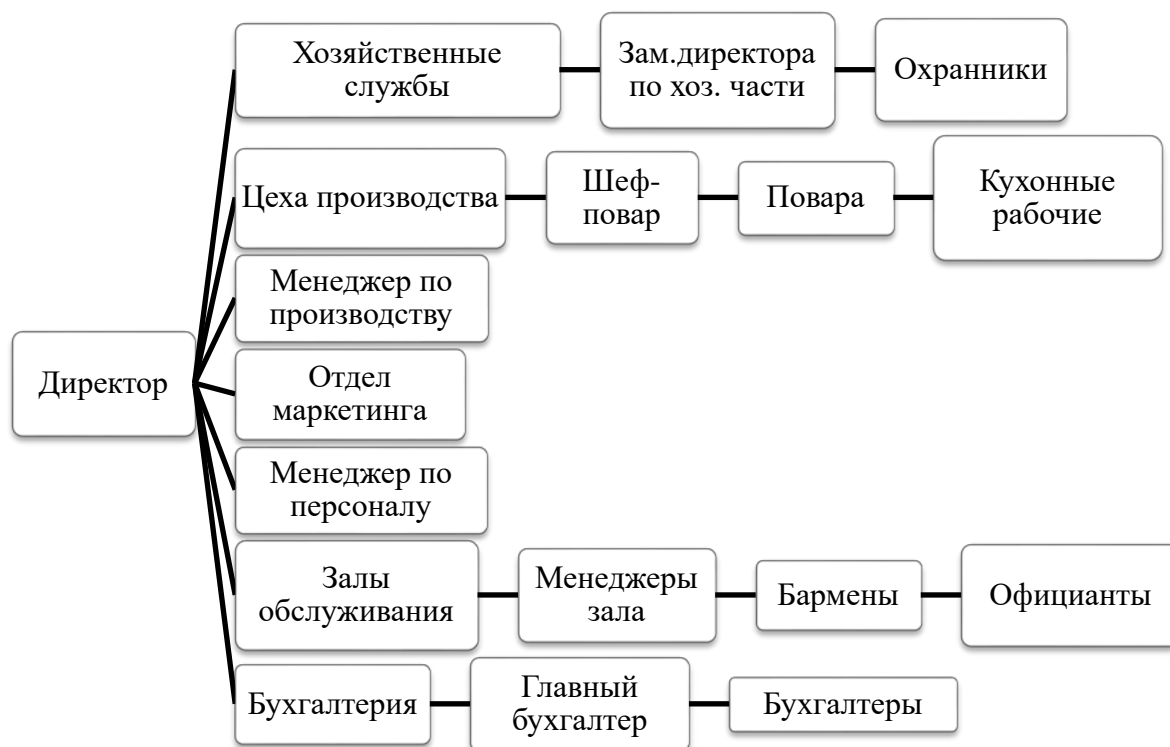 Хозяйственные
службы
Зам.директора
по хоз. части
Охранники
Цеха производства
Шеф-
повар
Повара
Кухонные
рабочие
Менеджер по
производству
Директор
Отдел
маркетинга
Менеджер по
персоналу
Залы
обслуживания
Менеджеры
зала
Бармены
Официанты
Бухгалтерия
Главный
бухгалтер
Бухгалтеры